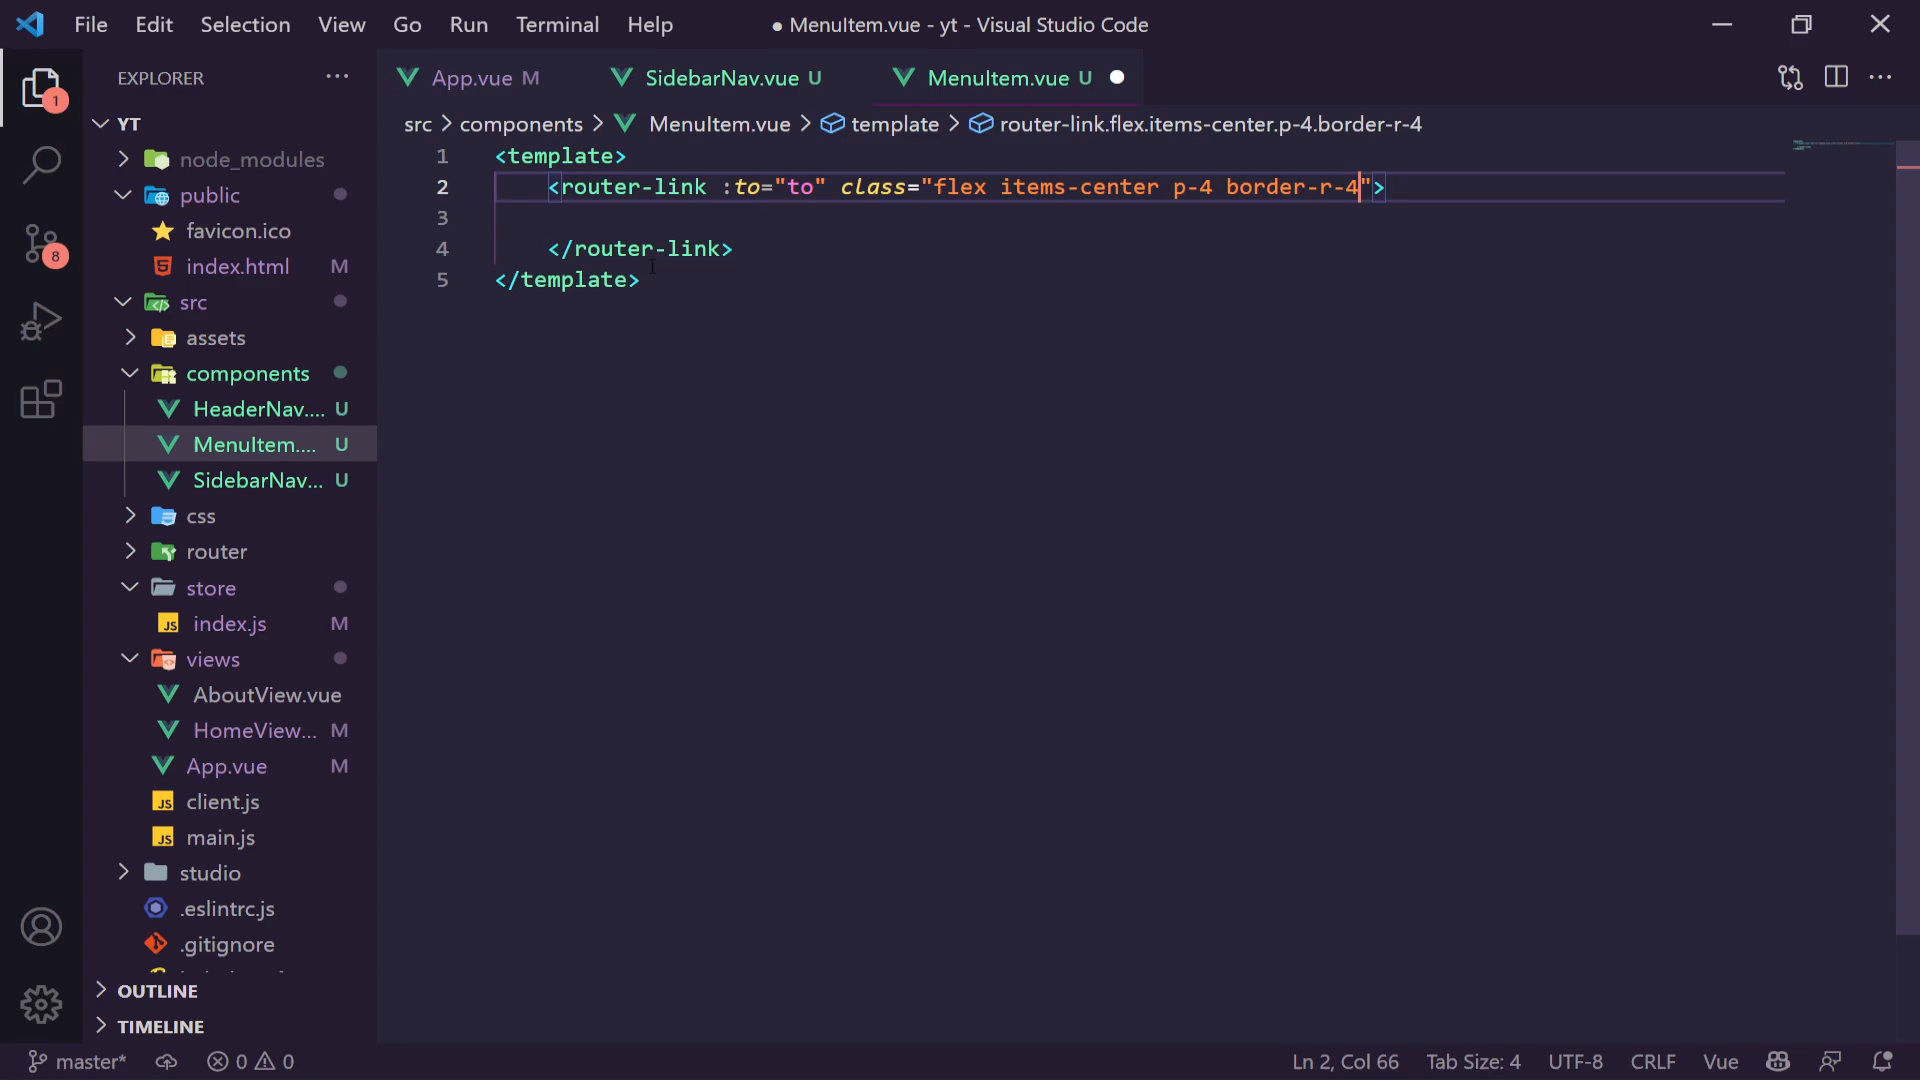 File Edit Selection View Go Run Terminal Help ● MenuItem.vue - yt - Visual Studio Code
EXPLORER ···
App.vue M SidebarNav.vue U MenuItem.vue U
src > components > MenuItem.vue > template > router-link.flex.items-center.p-4.border-r-4
1
YT
node_modules
public
favicon.ico
index.html M
src
assets
components
HeaderNav.... U
MenuItem.... U
SidebarNav... U
css
router
store
JS index.js M
views
AboutView.vue
HomeView... M
App.vue M
JS client.js
JS main.js
studio
.eslintrc.js
.gitignore
OUTLINE
TIMELINE
8
1 <template>
2 <router-link :to="to" class="flex items-center p-4 border-r-4">
3
4 </router-link>
5 </template>
master* 0 0 Ln 2, Col 66 Tab Size: 4 UTF-8 CRLF Vue